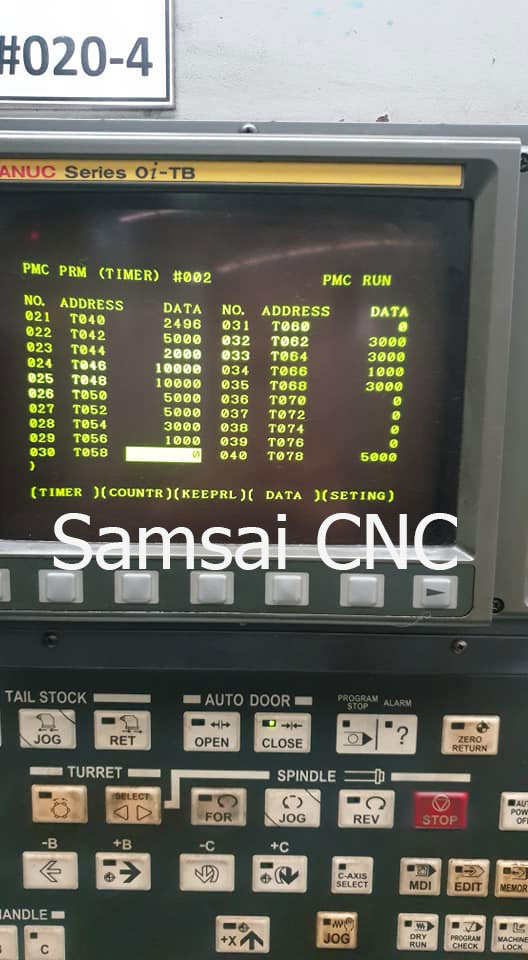 #020-4
ANUC Series 0i-TB
PMC PRM (TIMER) #002 PMC RUN
NO. ADDRESS DATA NO. ADDRESS DATA
021 T040 2496 031 T060 0
022 T042 5000 032 T062 3000
023 T044 2000 033 T064 3000
024 T046 10000 034 T066 1000
025 T048 10000 035 T068 3000
026 T050 5000 036 T070 0
027 T052 5000 037 T072 0
028 T054 3000 038 T074 0
029 T056 1000 039 T076 0
030 T058 0 040 T078 5000
)
[TIMER )(COUNTR)(KEEPRL)( DATA )(SETING)
Samsai CNC
TAIL STOCK AUTO DOOR PROGRAM STOP ALARM
JOG RET OPEN CLOSE ? ZERO RETURN
TURRET SPINDLE
SELECT FOR JOG REV STOP AUT POW OFF
-B +B -C +C
C-AXIS SELECT MDI EDIT MEMOR
HANDLE
C +X JOG DRY RUN PROGRAM CHECK MACHINE LOCK